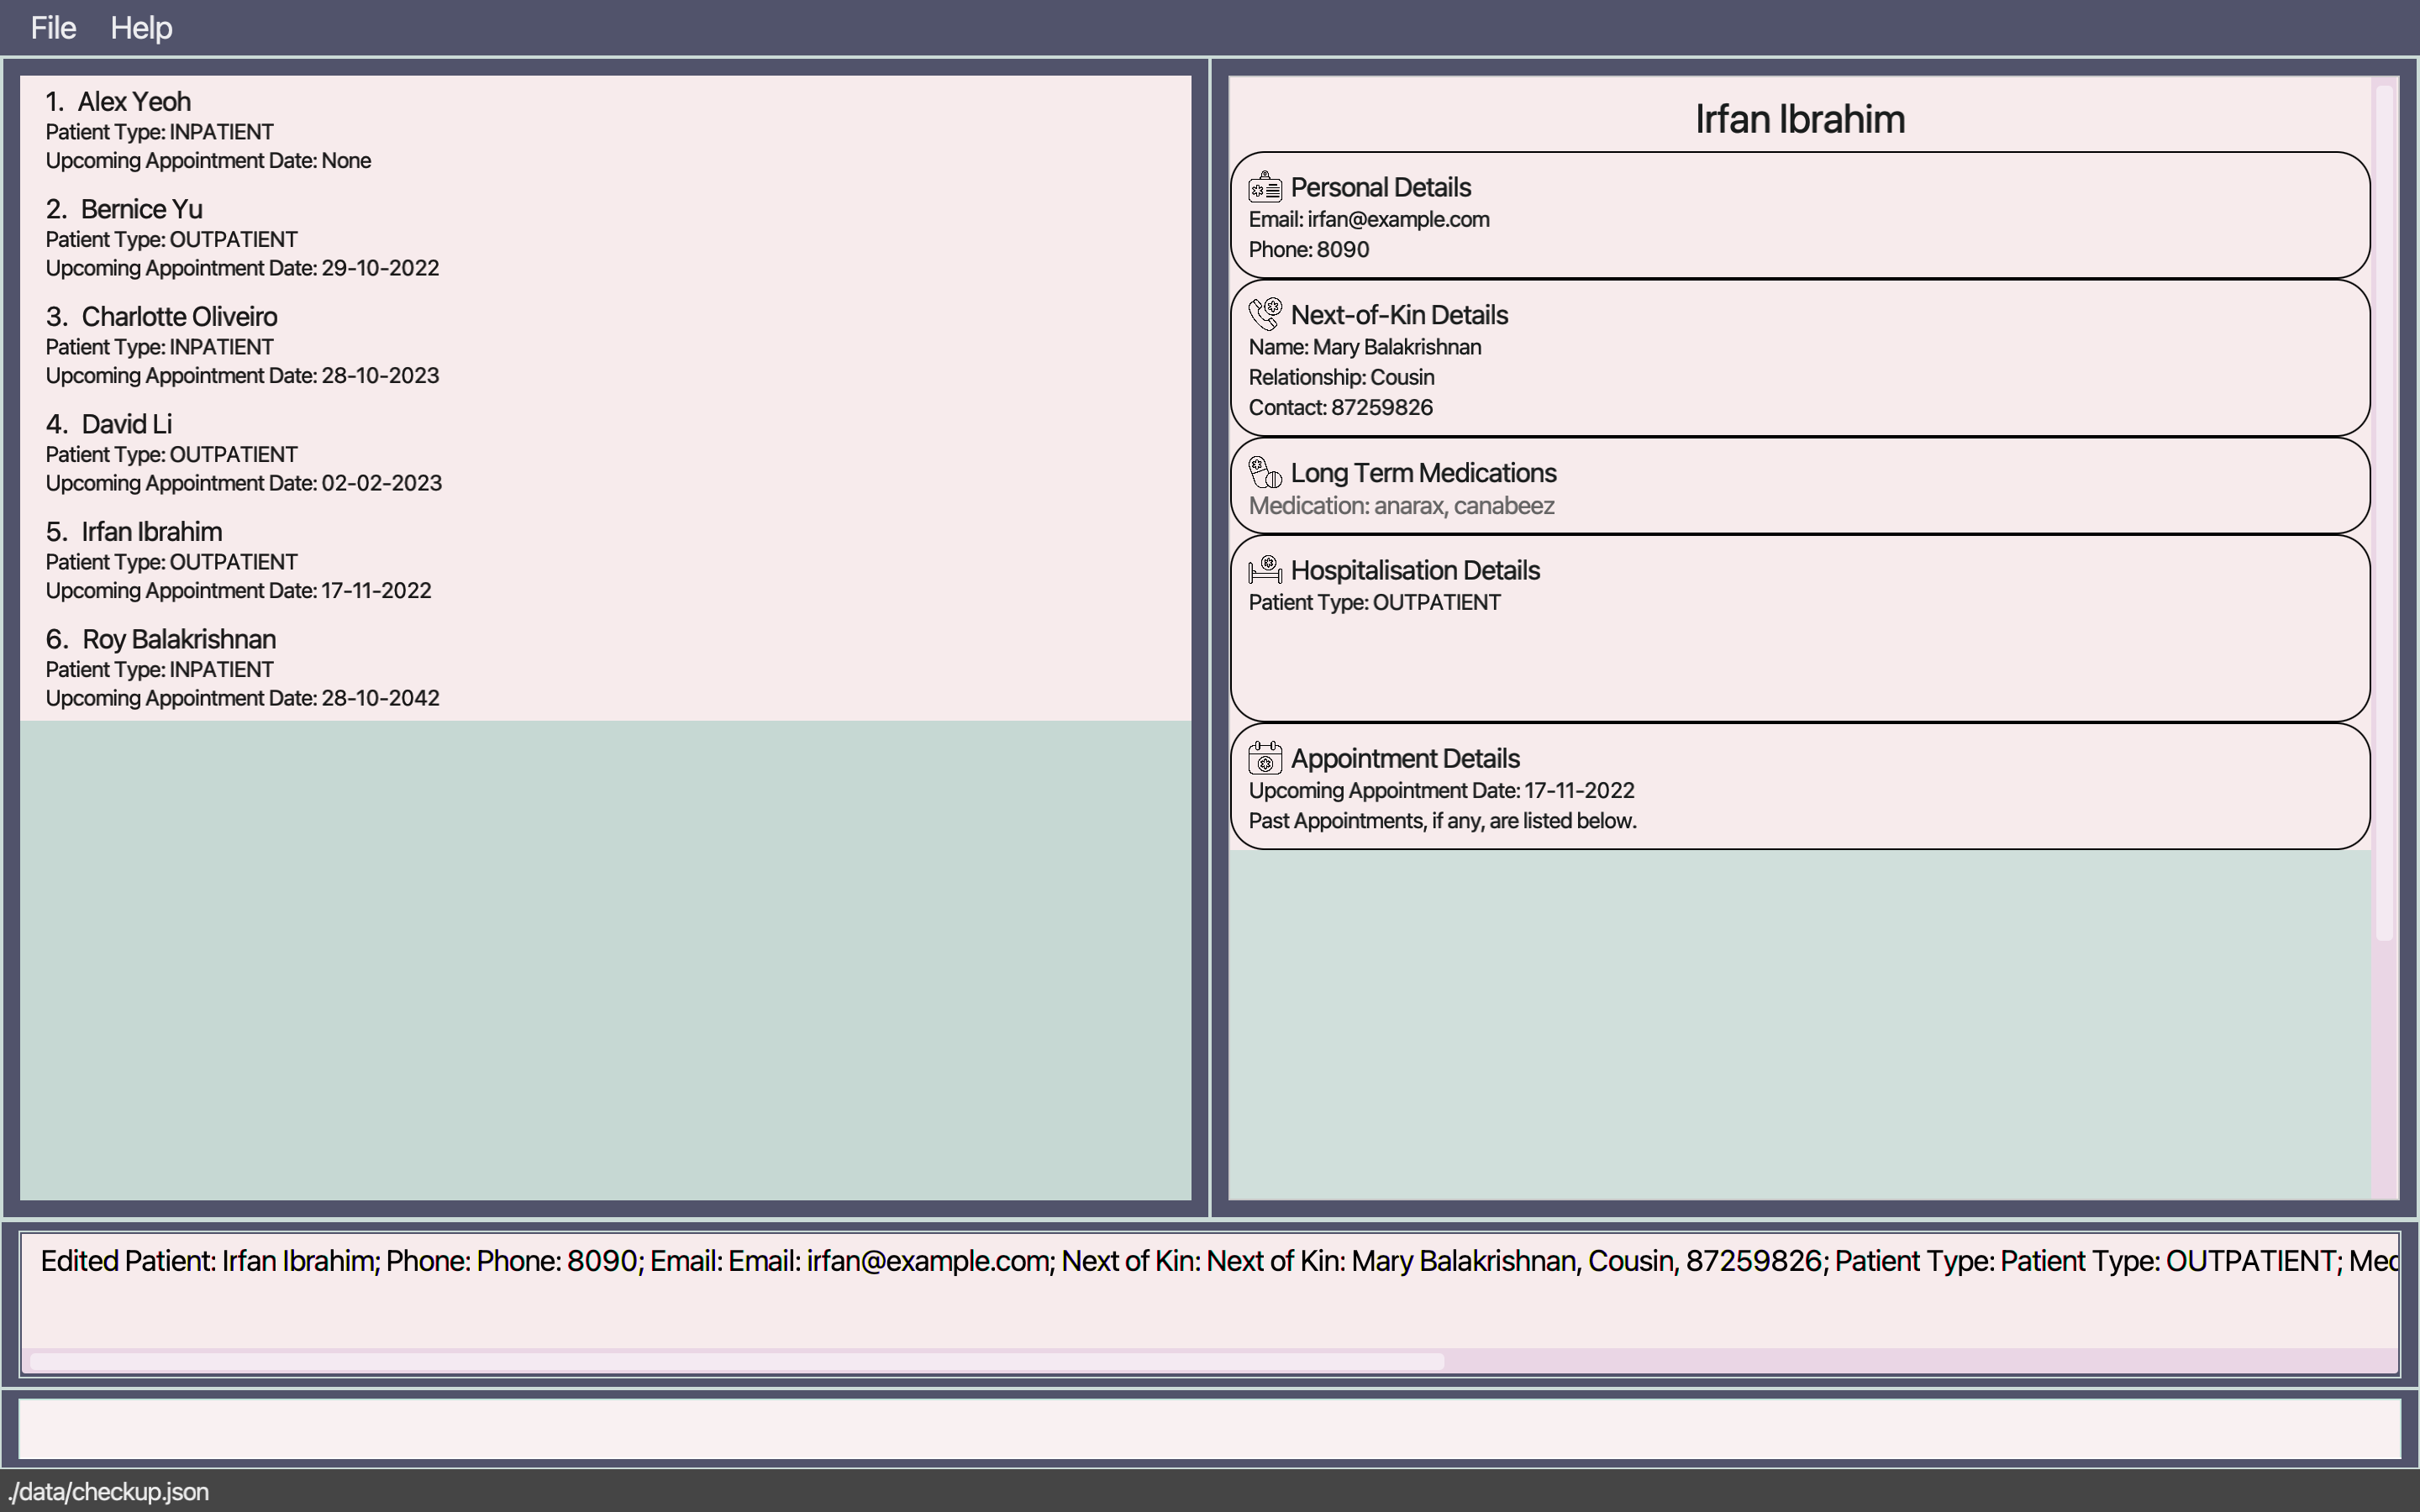 File Help
1. Alex Yeoh
Patient Type: INPATIENT
Upcoming Appointment Date: None
2. Bernice Yu
Patient Type: OUTPATIENT
Upcoming Appointment Date: 29-10-2022
3. Charlotte Oliveiro
Patient Type: INPATIENT
Upcoming Appointment Date: 28-10-2023
4. David Li
Patient Type: OUTPATIENT
Upcoming Appointment Date: 02-02-2023
5. Irfan Ibrahim
Patient Type: OUTPATIENT
Upcoming Appointment Date: 17-11-2022
6. Roy Balakrishnan
Patient Type: INPATIENT
Upcoming Appointment Date: 28-10-2042
Irfan Ibrahim
Personal Details
Email: irfan@example.com
Phone: 8090
Next-of-Kin Details
Name: Mary Balakrishnan
Relationship: Cousin
Contact: 87259826
Long Term Medications
Medication: anarax, canabeez
Hospitalisation Details
Patient Type: OUTPATIENT
Appointment Details
Upcoming Appointment Date: 17-11-2022
Past Appointments, if any, are listed below.
Edited Patient: Irfan Ibrahim; Phone: Phone: 8090; Email: Email: irfan@example.com; Next of Kin: Next of Kin: Mary Balakrishnan, Cousin, 87259826; Patient Type: Patient Type: OUTPATIENT; Med
./data/checkup.json